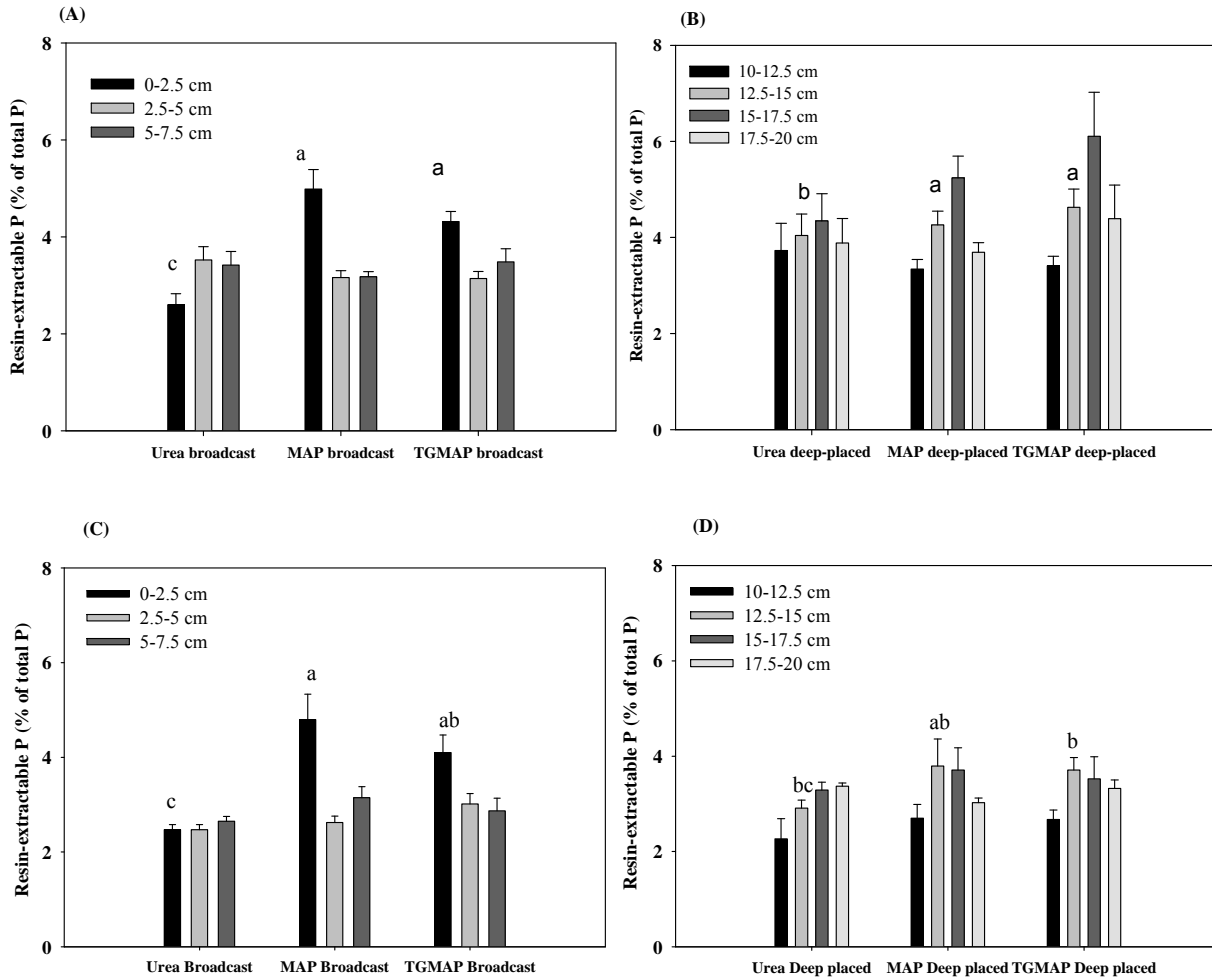 (A)
Resin-extractable P (% of total P)
8
6
4
2
0
0-2.5 cm
2.5-5 cm
5-7.5 cm
c
a
a
Urea broadcast
MAP broadcast
TGMAP broadcast
(B)
Resin-extractable P (% of total P)
8
6
4
2
0
10-12.5 cm
12.5-15 cm
15-17.5 cm
17.5-20 cm
b
a
a
Urea deep-placed
MAP deep-placed
TGMAP deep-placed
(C)
Resin-extractable P (% of total P)
8
6
4
2
0
0-2.5 cm
2.5-5 cm
5-7.5 cm
c
a
ab
Urea Broadcast
MAP Broadcast
TGMAP Broadcast
(D)
Resin-extractable P (% of total P)
8
6
4
2
0
10-12.5 cm
12.5-15 cm
15-17.5 cm
17.5-20 cm
bc
ab
b
Urea Deep placed
MAP Deep placed
TGMAP Deep placed